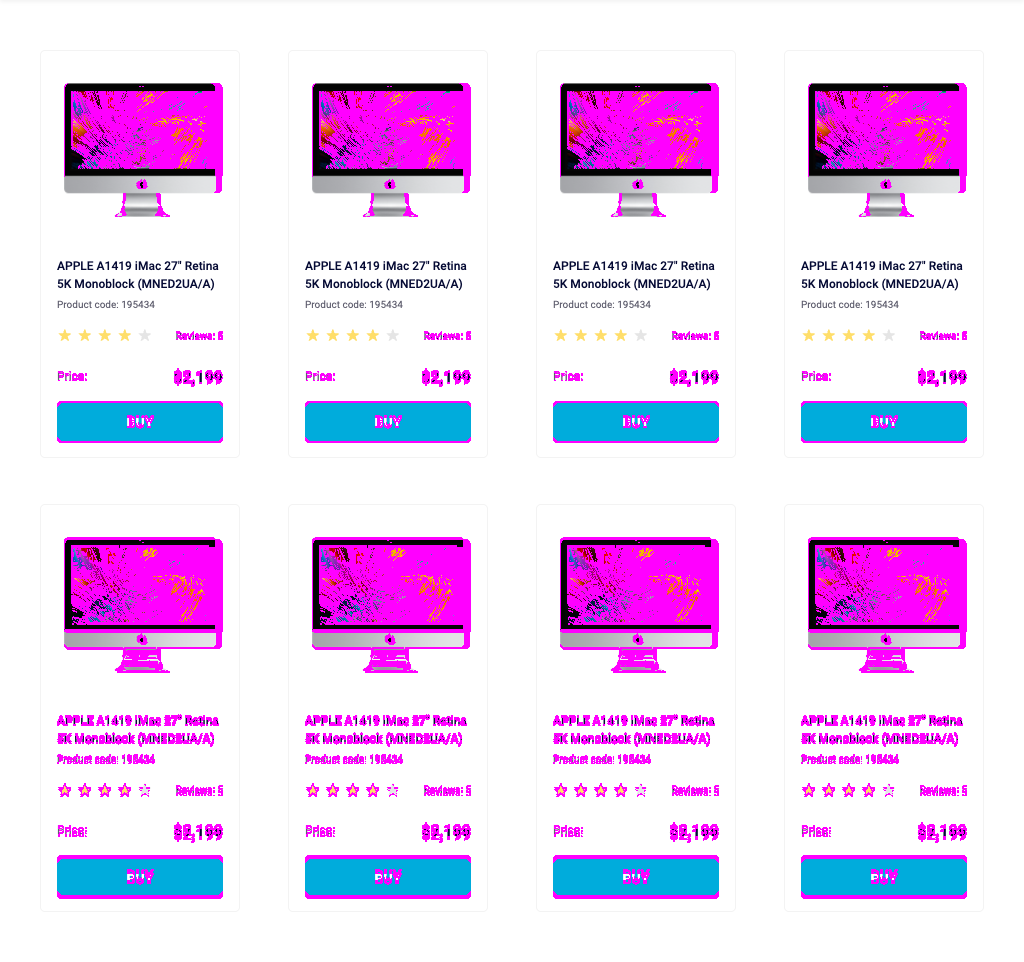 APPLE A1419 iMac 27" Retina
5K Monoblock (MNED2UA/A)
Product code: 195434
Reviews: 5
Price:
$2,199
BUY
APPLE A1419 iMac 27" Retina
5K Monoblock (MNED2UA/A)
Product code: 195434
Reviews: 5
Price:
$2,199
BUY
APPLE A1419 iMac 27" Retina
5K Monoblock (MNED2UA/A)
Product code: 195434
Reviews: 5
Price:
$2,199
BUY
APPLE A1419 iMac 27" Retina
5K Monoblock (MNED2UA/A)
Product code: 195434
Reviews: 5
Price:
$2,199
BUY
APPLE A1419 iMac 27" Retina
5K Monoblock (MNED2UA/A)
Product code: 195434
Reviews: 5
Price:
$2,199
BUY
APPLE A1419 iMac 27" Retina
5K Monoblock (MNED2UA/A)
Product code: 195434
Reviews: 5
Price:
$2,199
BUY
APPLE A1419 iMac 27" Retina
5K Monoblock (MNED2UA/A)
Product code: 195434
Reviews: 5
Price:
$2,199
BUY
APPLE A1419 iMac 27" Retina
5K Monoblock (MNED2UA/A)
Product code: 195434
Reviews: 5
Price:
$2,199
BUY